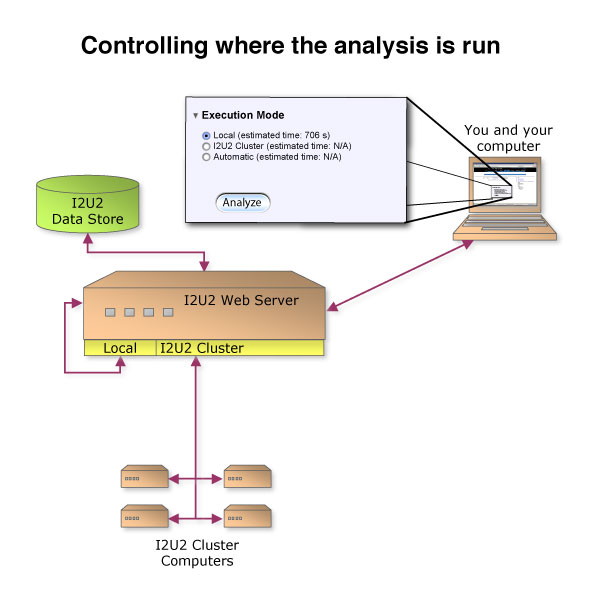 Controlling where the analysis is run
Execution Mode
Local (estimated time: 706 s)
I2U2 Cluster (estimated time: N/A)
Automatic (estimated time: N/A)
Analyze
You and your
computer
I2U2
Data Store
I2U2 Web Server
Local
I2U2 Cluster
I2U2 Cluster
Computers